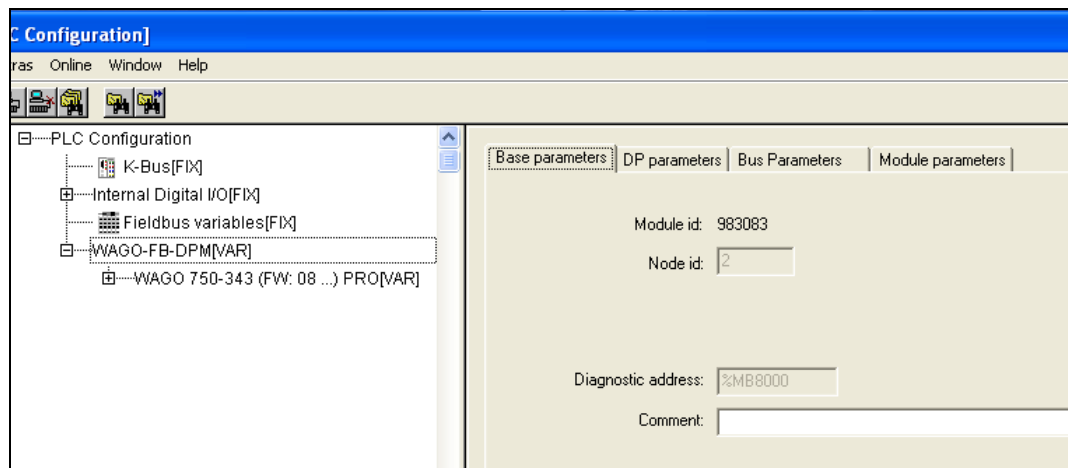 C Configuration]
ras Online Window Help
PLC Configuration
K-Bus[FIX]
Internal Digital I/O[FIX]
Fieldbus variables[FIX]
WAGO-FB-DPM[VAR]
WAGO 750-343 (FW: 08 ...) PRO[VAR]
Base parameters DP parameters Bus Parameters Module parameters
Module id: 983083
Node id: 2
Diagnostic address: %MB8000
Comment: